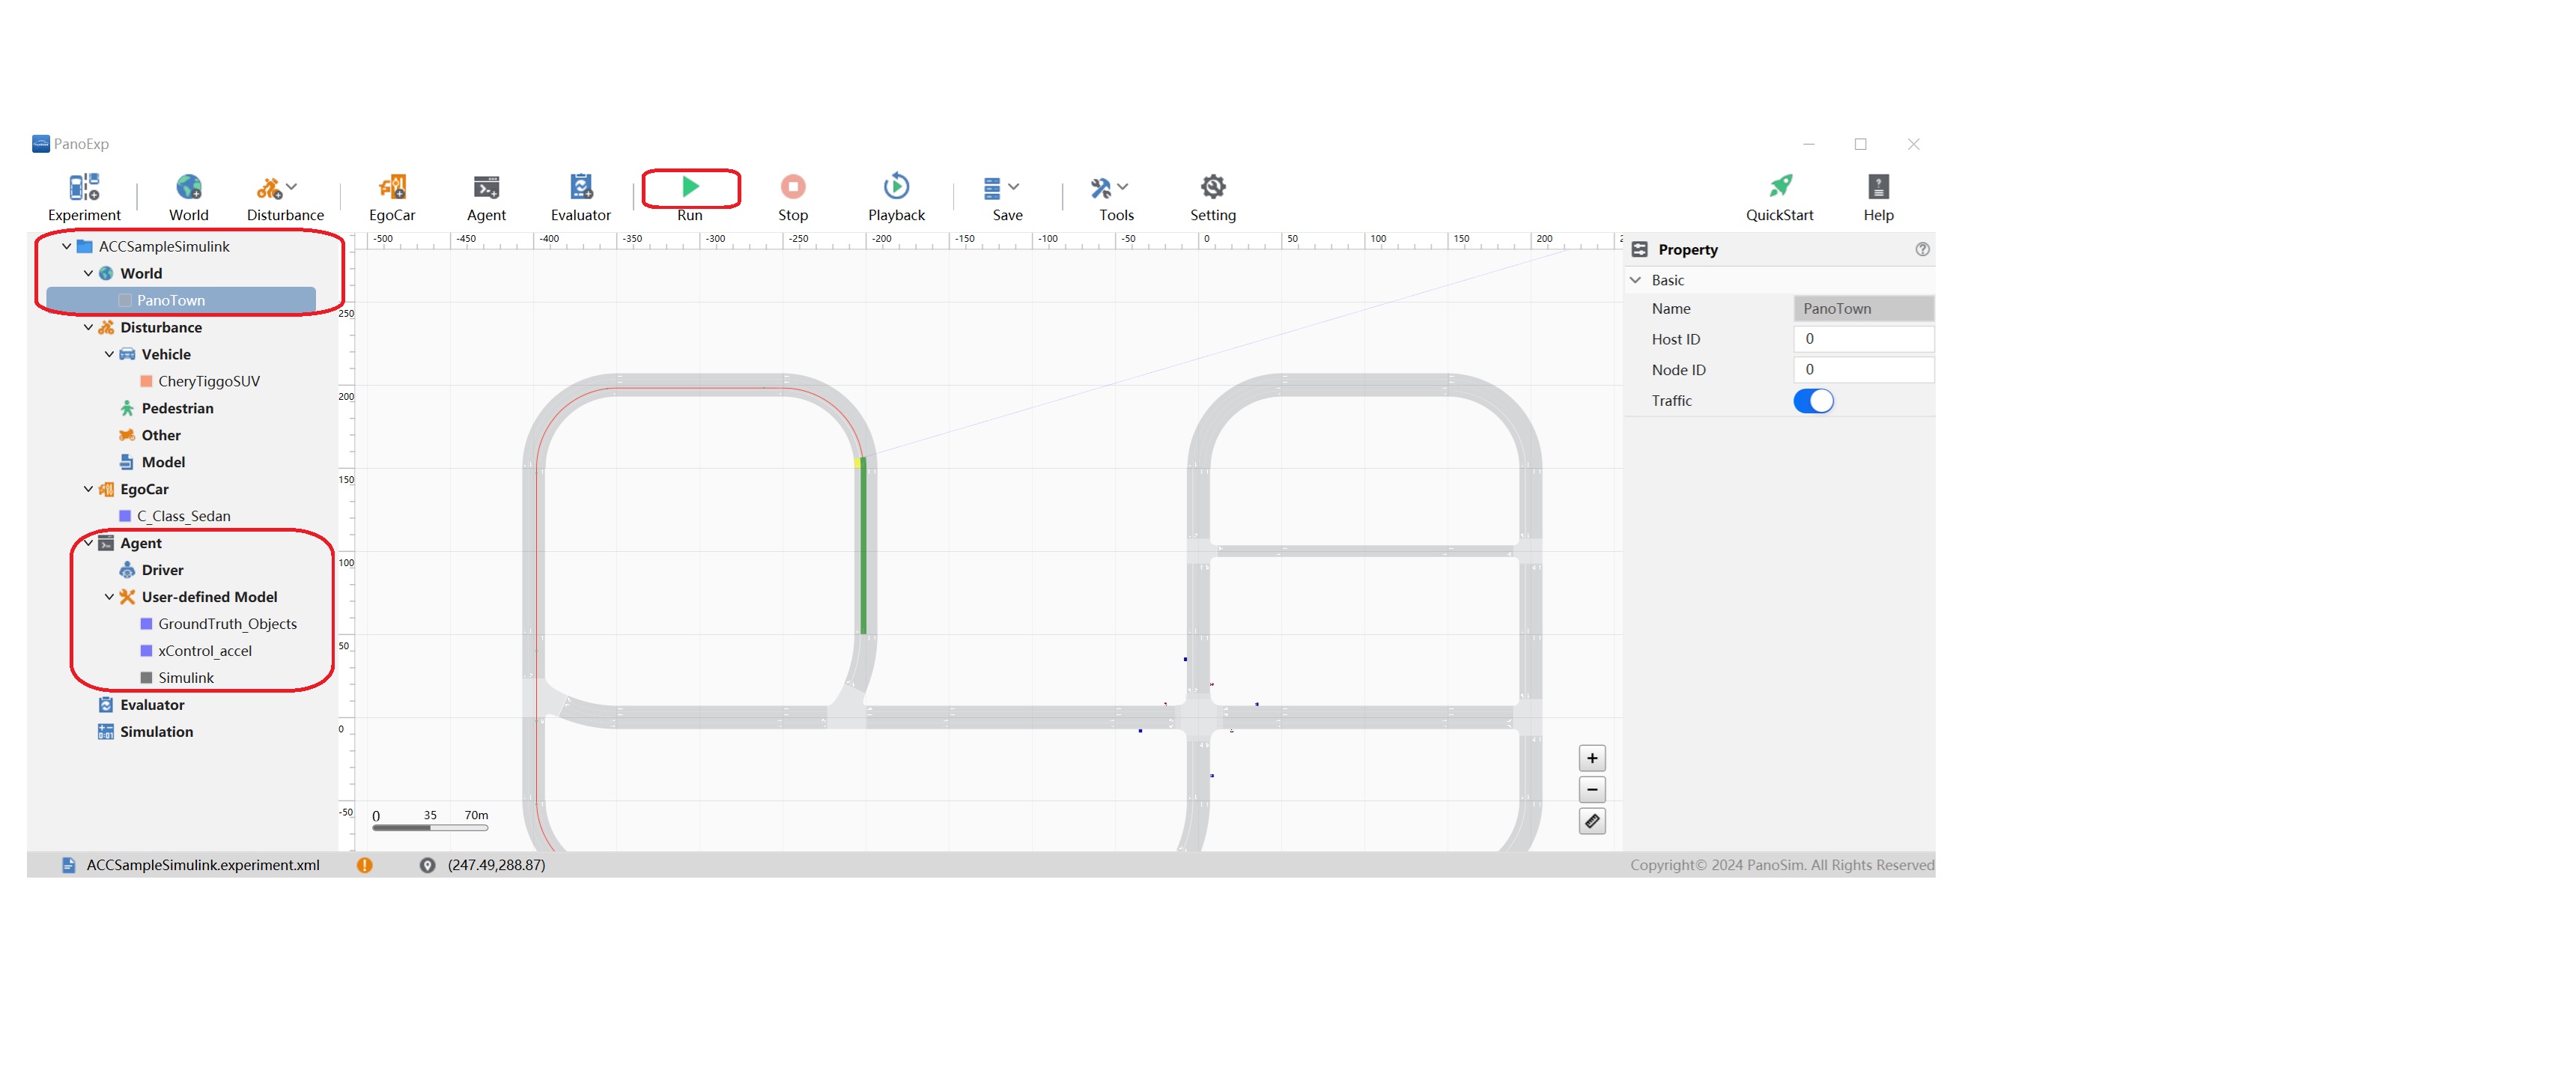 PanoExp
Experiment World Disturbance EgoCar Agent Evaluator Run Stop Playback Save Tools Setting QuickStart Help
ACCSampleSimulink
World
PanoTown
Disturbance
Vehicle
CheryTiggoSUV
Pedestrian
Other
Model
EgoCar
C_Class_Sedan
Agent
Driver
User-defined Model
GroundTruth_Objects
xControl_accel
Simulink
Evaluator
Simulation
-500 -450 -400 -350 -300 -250 -200 -150 -100 -50 0 50 100 150 200
250
200
150
100
50
0
-50
0 35 70m
Property
Basic
Name PanoTown
Host ID 0
Node ID 0
Traffic
ACCSampleSimulink.experiment.xml (247.49,288.87) Copyright© 2024 PanoSim. All Rights Reserved